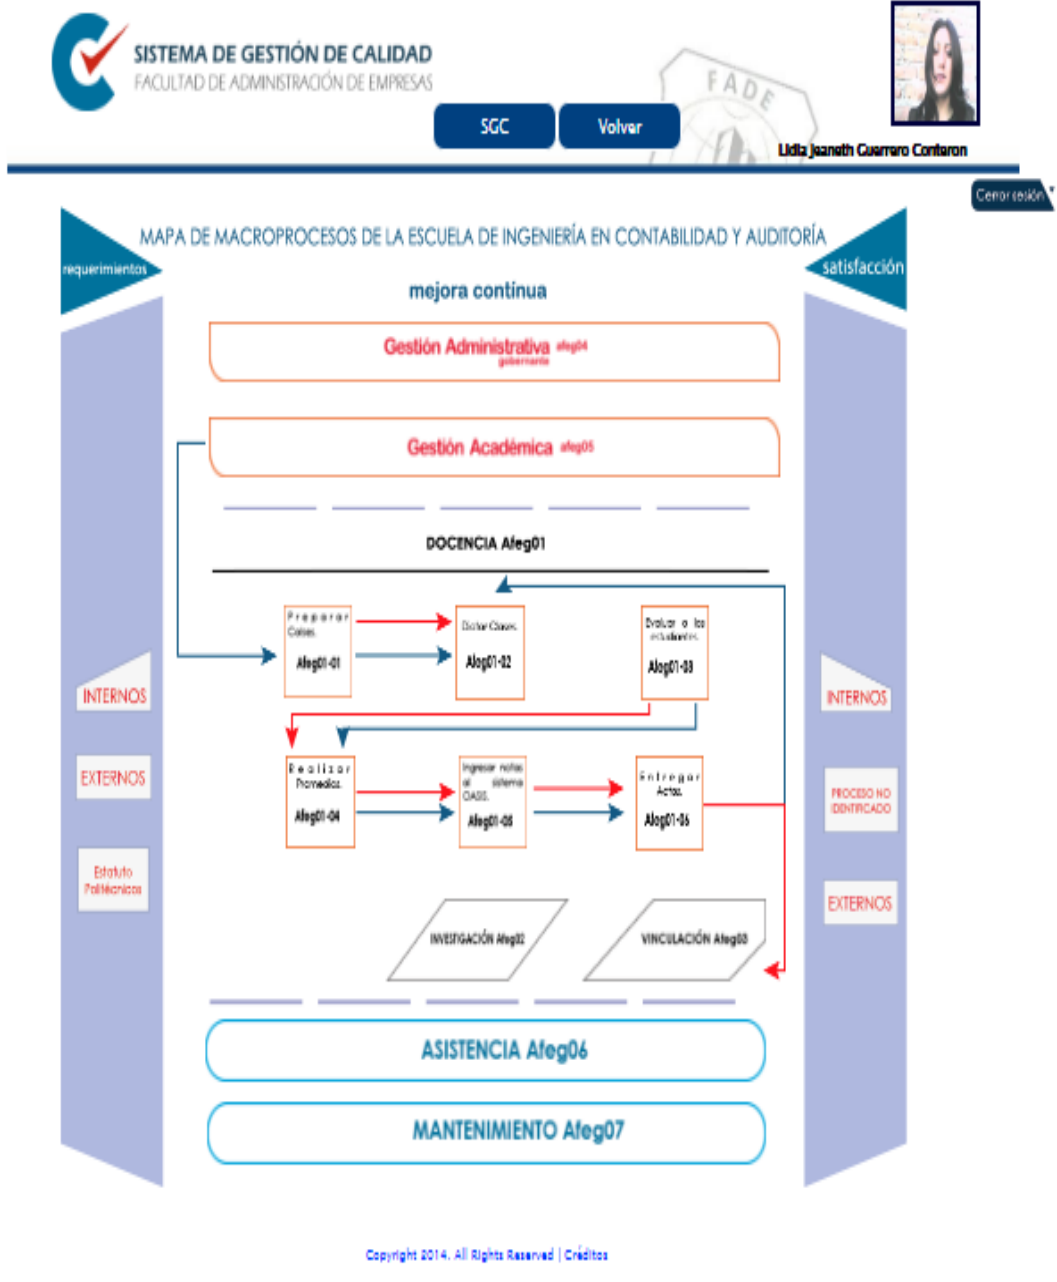 SISTEMA DE GESTIÓN DE CALIDAD
FACULTAD DE ADMINISTRACIÓN DE EMPRESAS
FADE
SGC
Volver
Lidia Jeaneth Guerrero Conteron
Cerrar sesión
MAPA DE MACROPROCESOS DE LA ESCUELA DE INGENIERÍA EN CONTABILIDAD Y AUDITORÍA
requerimientos
satisfacción
mejora contínua
Gestión Administrativa afeg04
gobernante
Gestión Académica afeg05
DOCENCIA Afeg01
Preparar
Calses.
Afeg01-01
Dictar Clases.
Afeg01-02
Evaluar a los
estudiantes.
Afeg01-03
INTERNOS
EXTERNOS
Estatuto
Politécnicos
Realizar
Promedios.
Afeg01-04
Ingresar notas
al sistema
OASIS.
Afeg01-05
Entregar
Actas.
Afeg01-06
INTERNOS
PROCESO NO
IDENTIFICADO
EXTERNOS
INVESTIGACIÓN Afeg02
VINCULACIÓN Afeg03
ASISTENCIA Afeg06
MANTENIMIENTO Afeg07
Copyright 2014. All Rights Reserved | Créditos